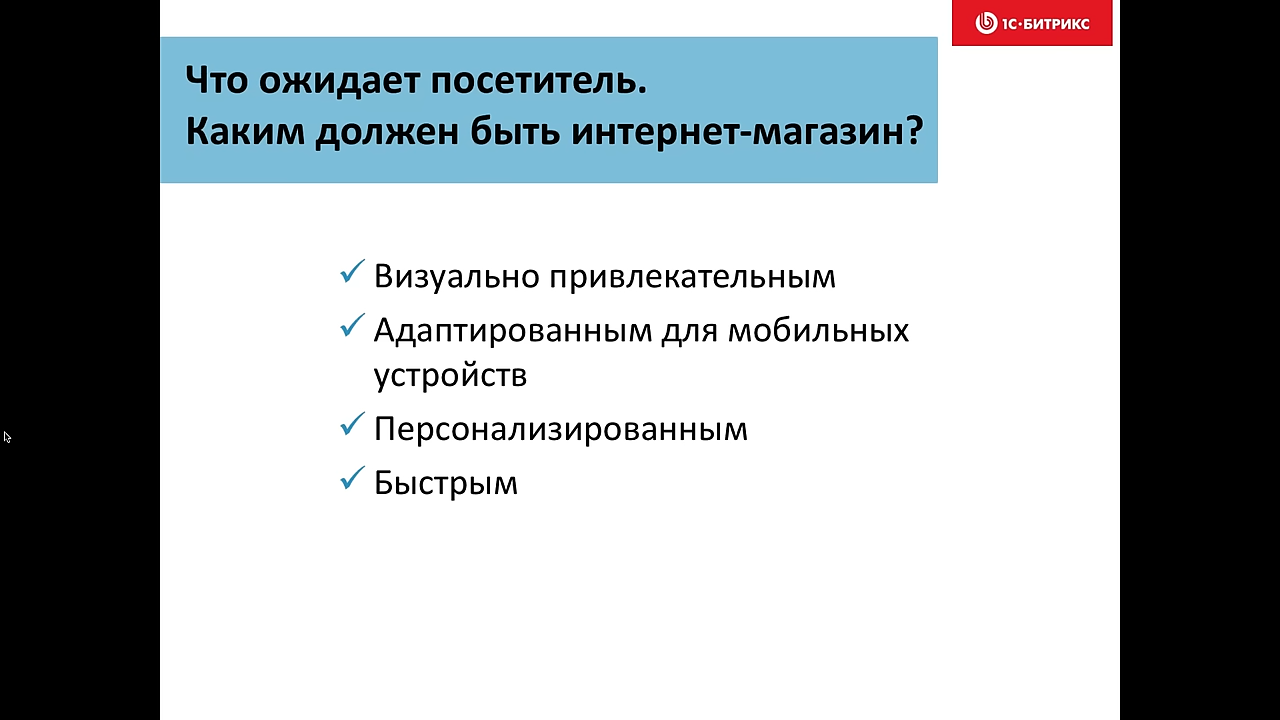 1С·БИТРИКС
Что ожидает посетитель.
Каким должен быть интернет-магазин?
✓ Визуально привлекательным
✓ Адаптированным для мобильных
устройств
✓ Персонализированным
✓ Быстрым